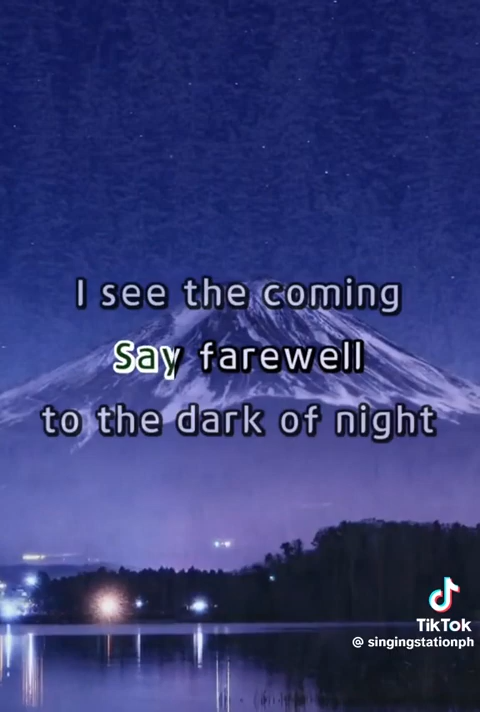 I see the coming
Say farewell
to the dark of night
TikTok
@ singingstationph